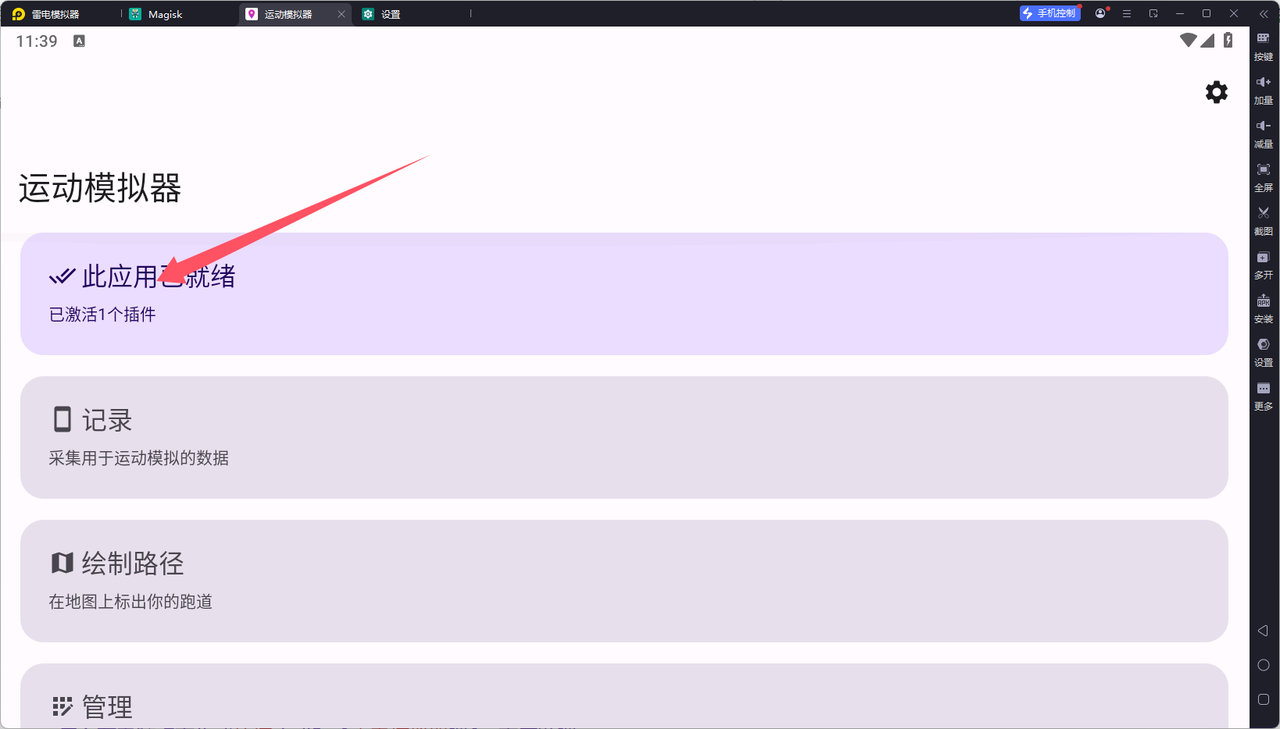 雷电模拟器
Magisk
运动模拟器
设置
手机控制
11:39
A
按键
加量
减量
全屏
截图
多开
安装
设置
更多
运动模拟器
此应用已就绪
已激活1个插件
记录
采集用于运动模拟的数据
绘制路径
在地图上标出你的跑道
管理